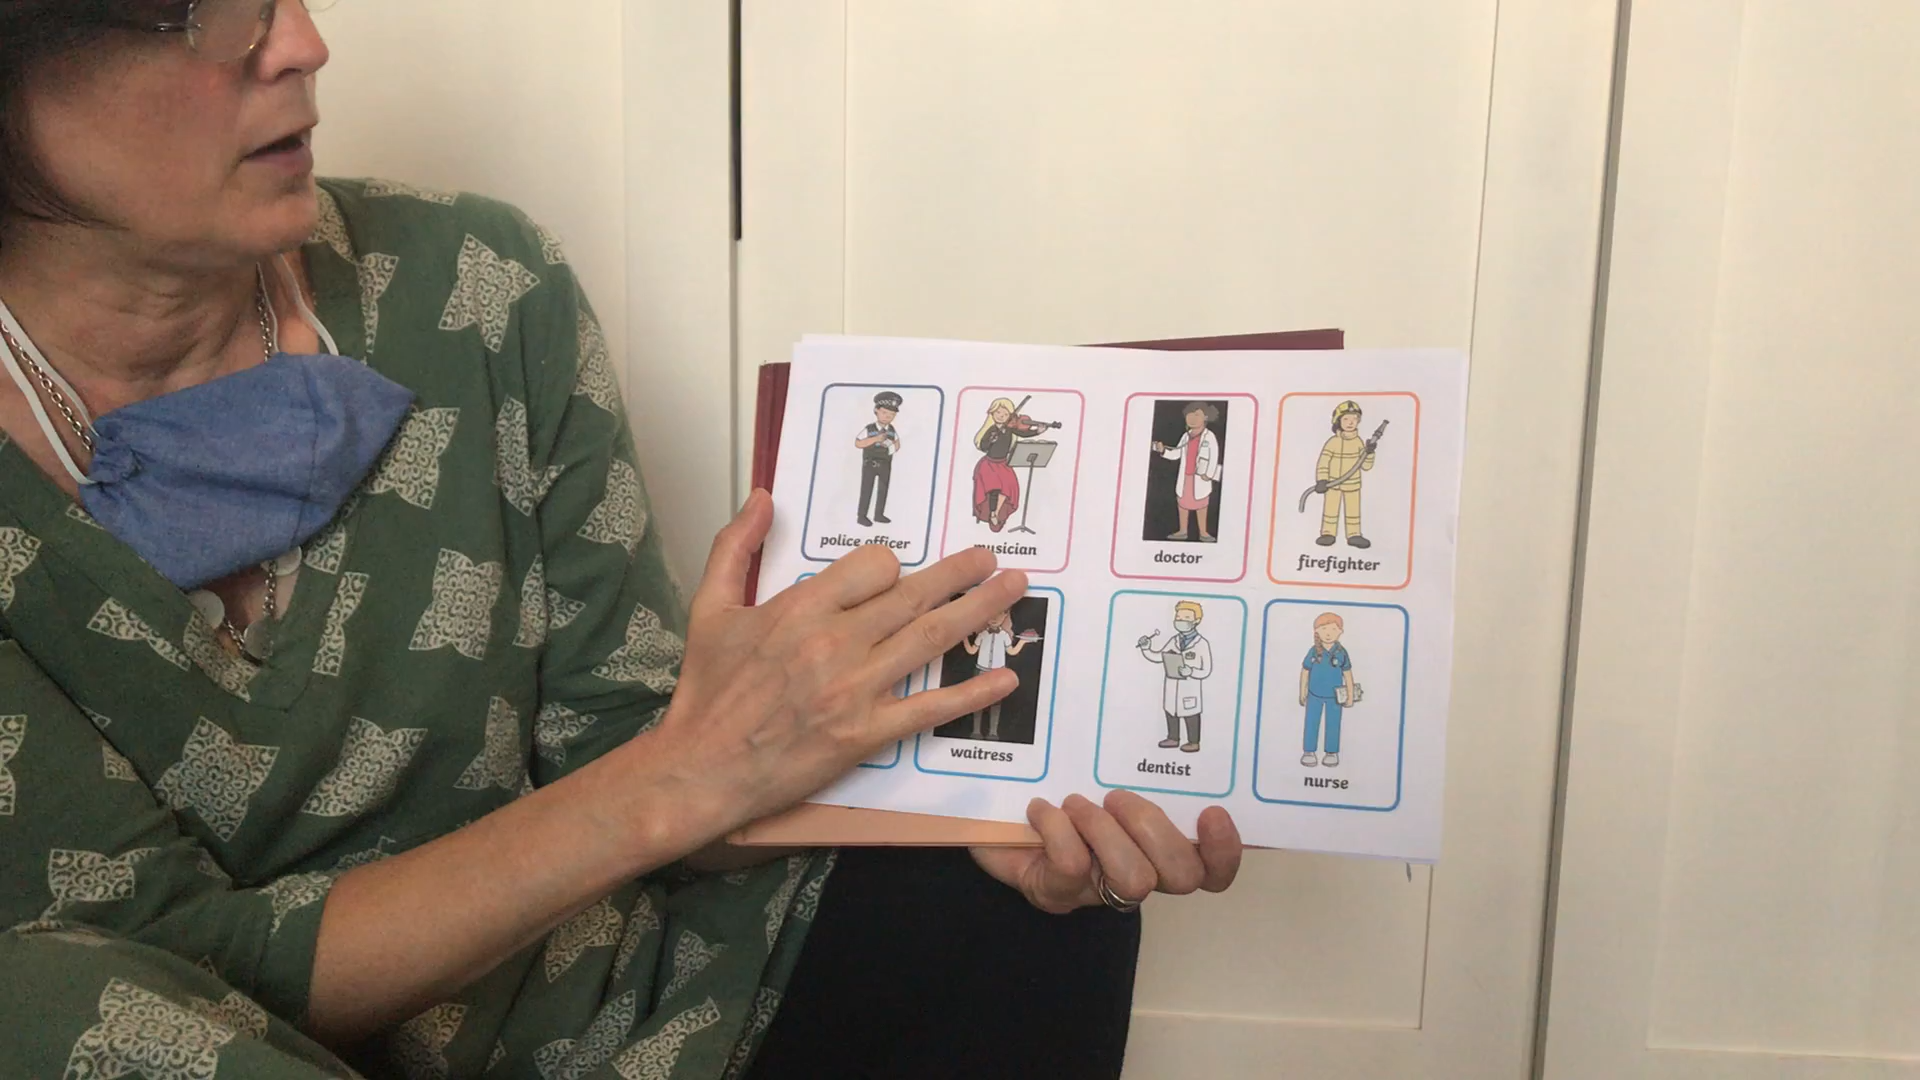 police officer
musician
doctor
firefighter
waitress
dentist
nurse